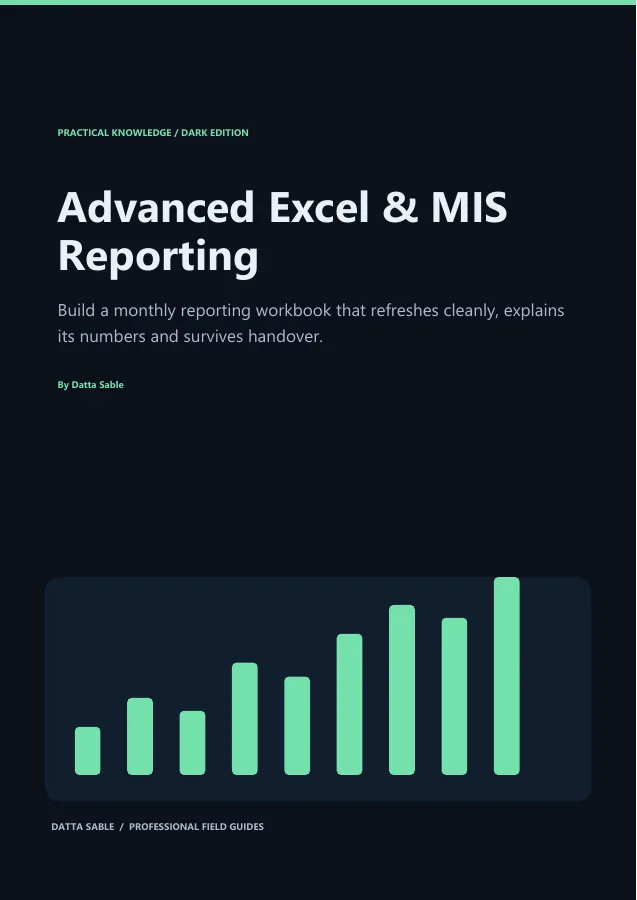 PRACTICAL KNOWLEDGE / DARK EDITION
Advanced Excel & MIS
Reporting
Build a monthly reporting workbook that refreshes cleanly, explains
its numbers and survives handover.
By Datta Sable
DATTA SABLE / PROFESSIONAL FIELD GUIDES